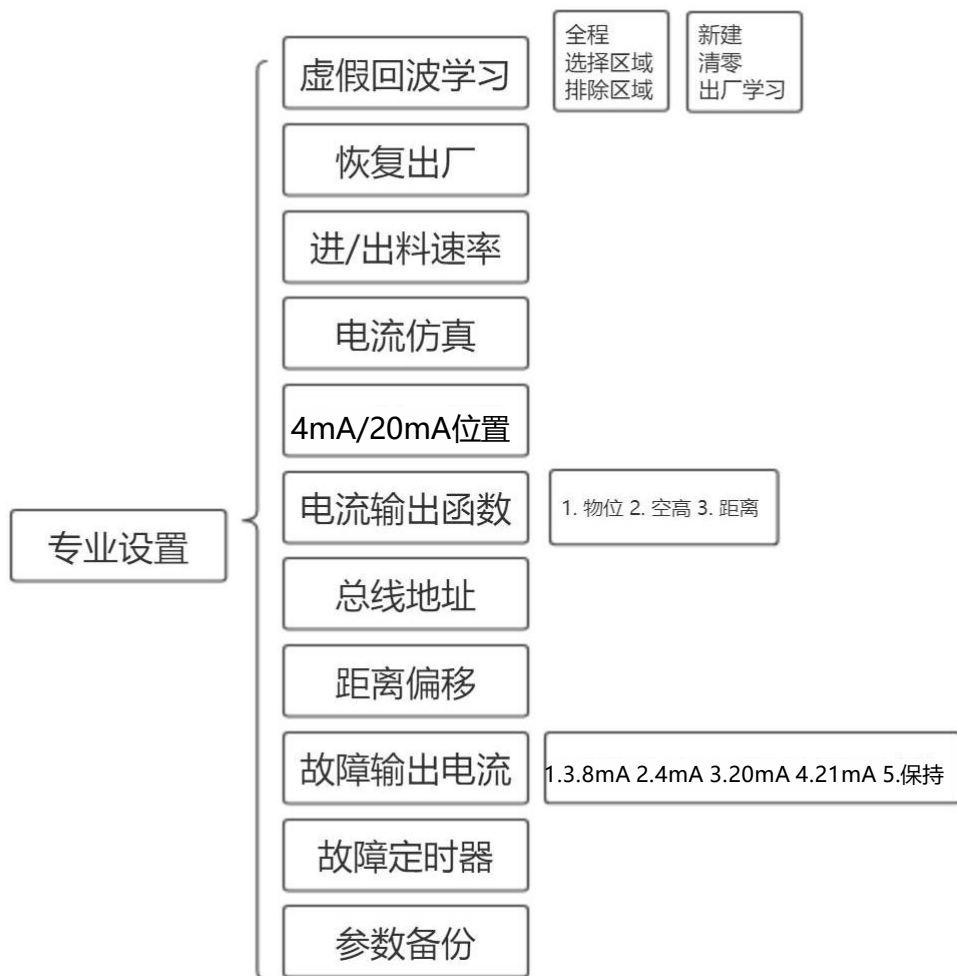 专业设置
虚假回波学习
全程
选择区域
排除区域
新建
清零
出厂学习
恢复出厂
进/出料速率
电流仿真
4mA/20mA位置
电流输出函数
1. 物位 2. 空高 3. 距离
总线地址
距离偏移
故障输出电流
1.3.8mA 2.4mA 3.20mA 4.21mA 5.保持
故障定时器
参数备份